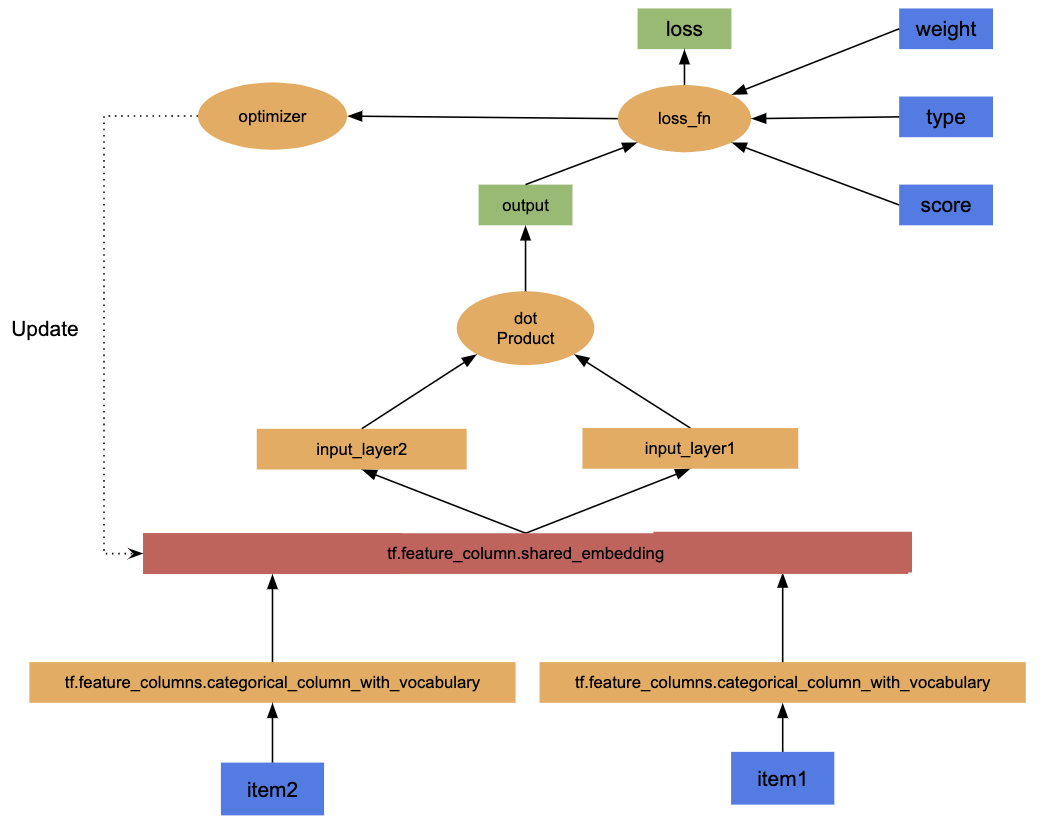 loss
weight
optimizer
loss_fn
type
output
score
dot
Product
Update
input_layer2
input_layer1
tf.feature_column.shared_embedding
tf.feature_columns.categorical_column_with_vocabulary
tf.feature_columns.categorical_column_with_vocabulary
item2
item1